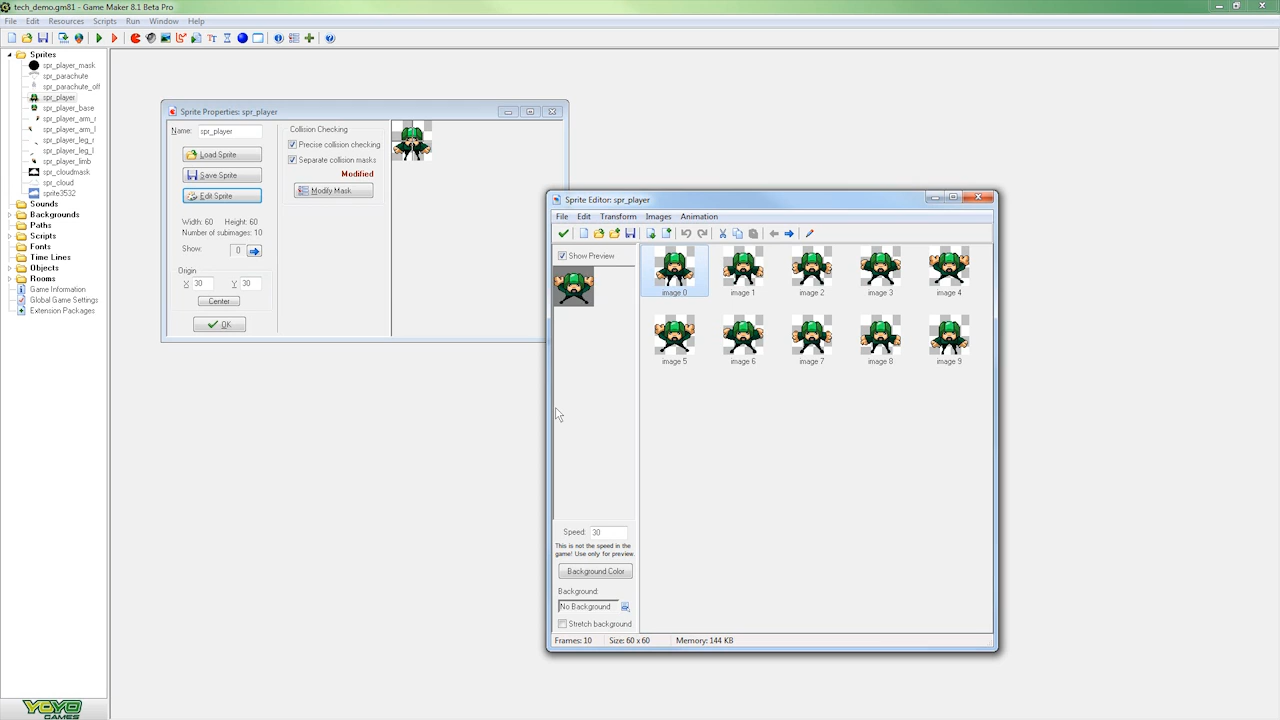 tech_demo.gm81 - Game Maker 8.1 Beta Pro
File Edit Resources Scripts Run Window Help
Sprites
spr_player_mask
spr_parachute
spr_parachute_off
spr_player
spr_player_base
spr_player_arm_r
spr_player_arm_l
spr_player_leg_r
spr_player_leg_l
spr_player_limb
spr_cloudmask
spr_cloud
sprite3532
Sounds
Backgrounds
Paths
Scripts
Fonts
Time Lines
Objects
Rooms
Game Information
Global Game Settings
Extension Packages
YOYO
GAMES
Sprite Properties: spr_player
Name: spr_player
Load Sprite
Save Sprite
Edit Sprite
Width: 60 Height: 60
Number of subimages: 10
Show: 0
Origin
X 30 Y 30
Center
OK
Collision Checking
Precise collision checking
Separate collision masks
Modified
Modify Mask
Sprite Editor: spr_player
File Edit Transform Images Animation
Show Preview
image 0 image 1 image 2 image 3 image 4
image 5 image 6 image 7 image 8 image 9
Speed: 30
This is not the speed in the
game! Use only for preview.
Background Color
Background:
No Background
Stretch background
Frames: 10 Size: 60 x 60 Memory: 144 KB